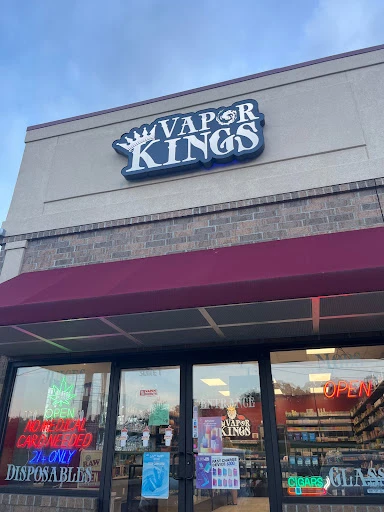 VAPOR
KINGS
OPEN
NO MEDICAL
CARD NEEDED
21+ ONLY
DISPOSABLES
VAPOR
KINGS
OPEN
CIGARS
GLASS